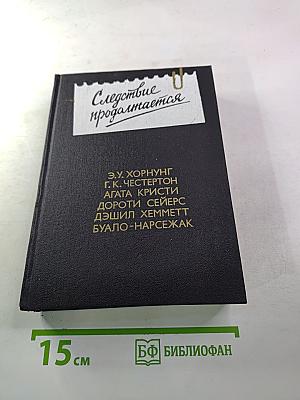 Следствие
продолжается
Э.У. ХОРНУНГ
Г.К. ЧЕСТЕРТОН
АГАТА КРИСТИ
ДОРОТИ СЕЙЕРС
ДЭШИЛ ХЕММЕТТ
БУАЛО-НАРСЕЖАК
15 см
БФ БИБЛИОФАН